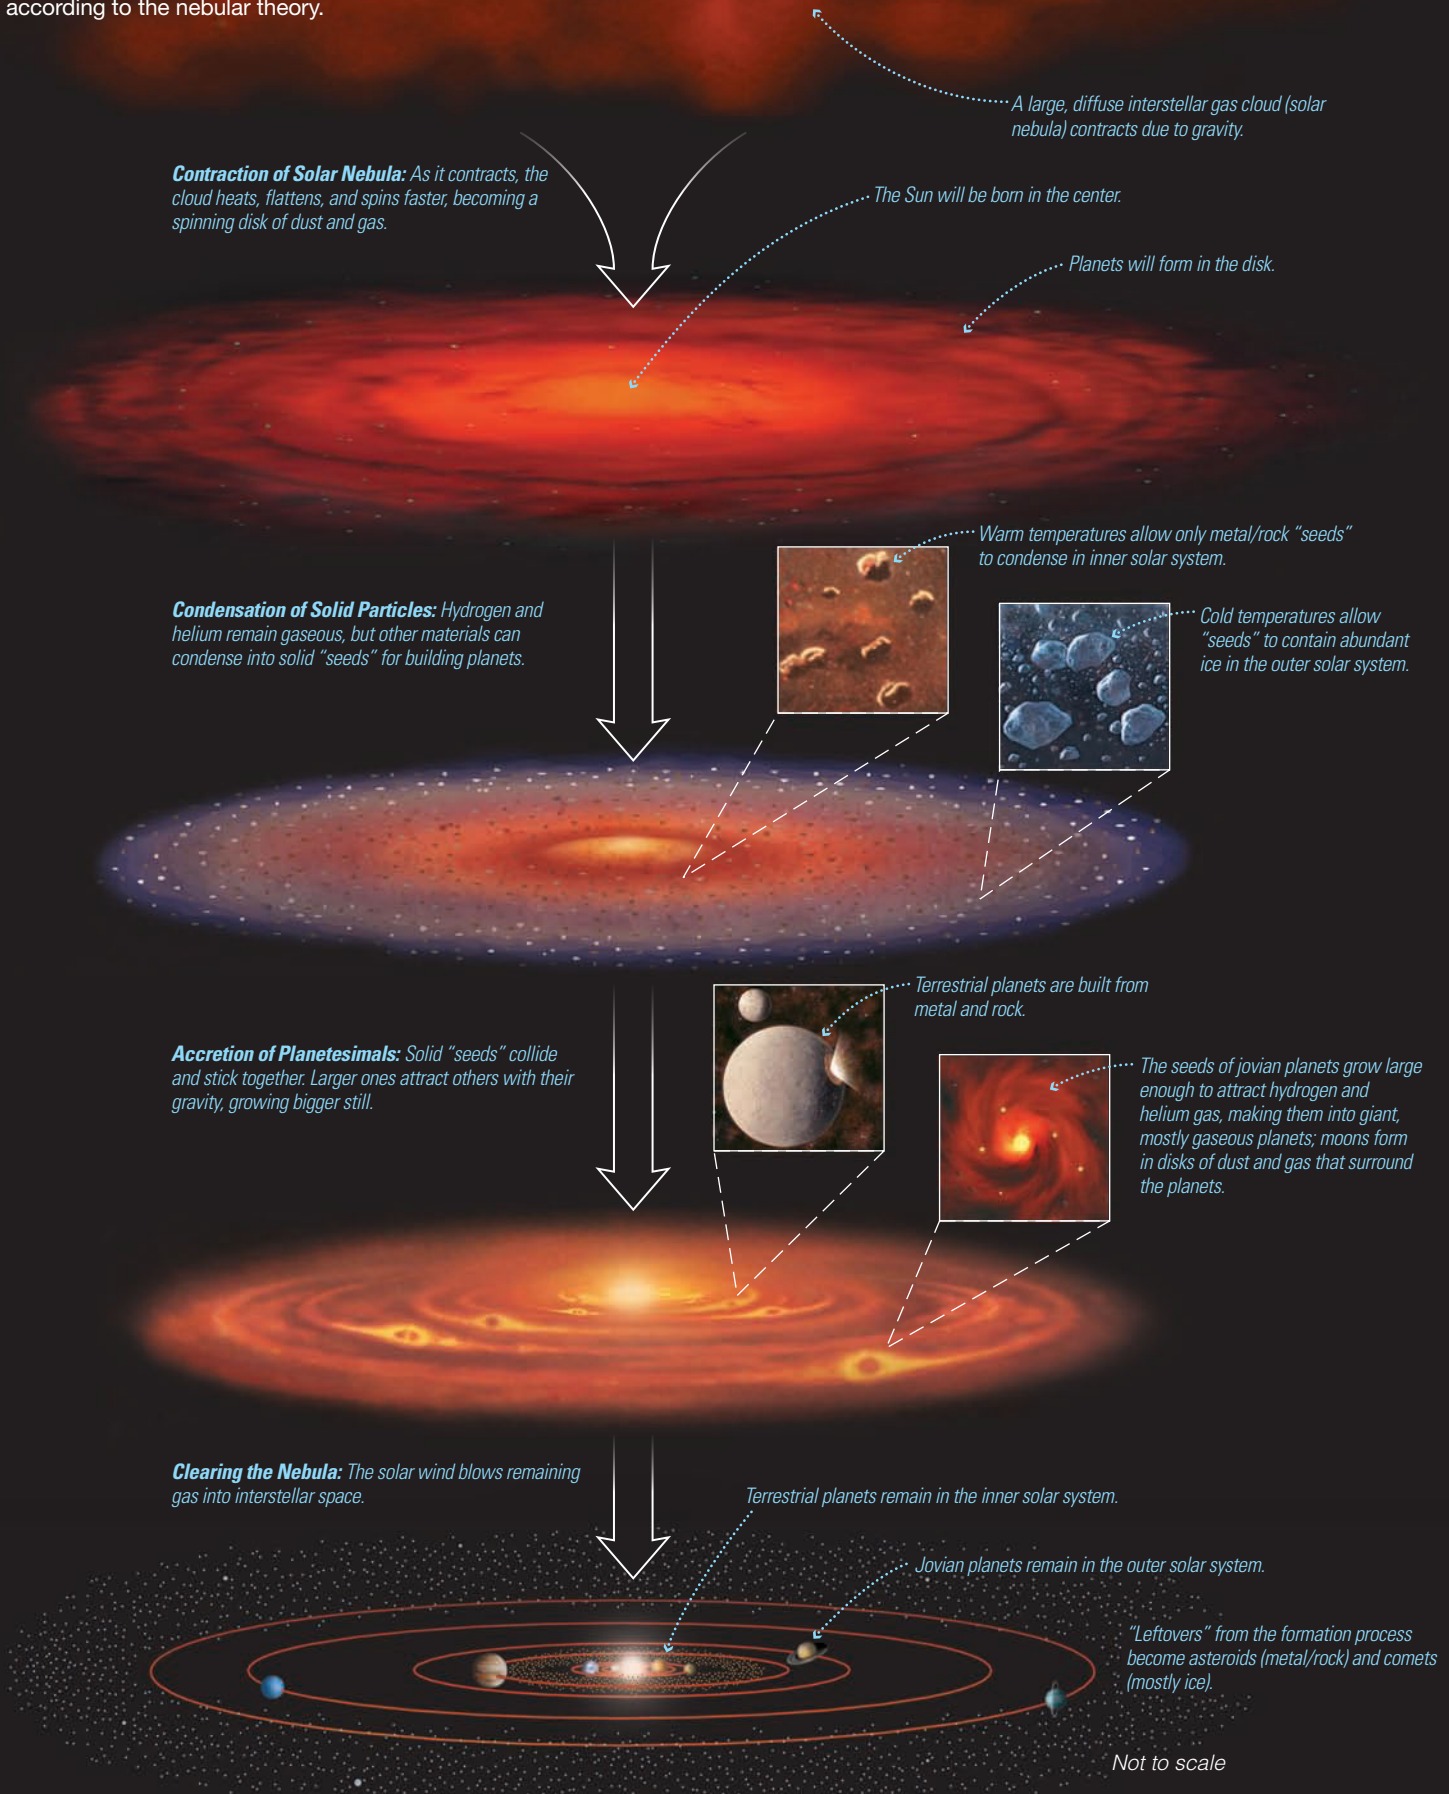 according to the nebular theory.
A large, diffuse interstellar gas cloud (solar
nebula) contracts due to gravity.
Contraction of Solar Nebula: As it contracts, the
cloud heats, flattens, and spins faster, becoming a
spinning disk of dust and gas.
The Sun will be born in the center.
Planets will form in the disk.
Warm temperatures allow only metal/rock “seeds”
to condense in inner solar system.
Condensation of Solid Particles: Hydrogen and
helium remain gaseous, but other materials can
condense into solid “seeds” for building planets.
Cold temperatures allow
“seeds” to contain abundant
ice in the outer solar system.
Terrestrial planets are built from
metal and rock.
Accretion of Planetesimals: Solid “seeds” collide
and stick together. Larger ones attract others with their
gravity, growing bigger still.
The seeds of jovian planets grow large
enough to attract hydrogen and
helium gas, making them into giant,
mostly gaseous planets; moons form
in disks of dust and gas that surround
the planets.
Clearing the Nebula: The solar wind blows remaining
gas into interstellar space.
Terrestrial planets remain in the inner solar system.
Jovian planets remain in the outer solar system.
“Leftovers” from the formation process
become asteroids (metal/rock) and comets
(mostly ice).
Not to scale